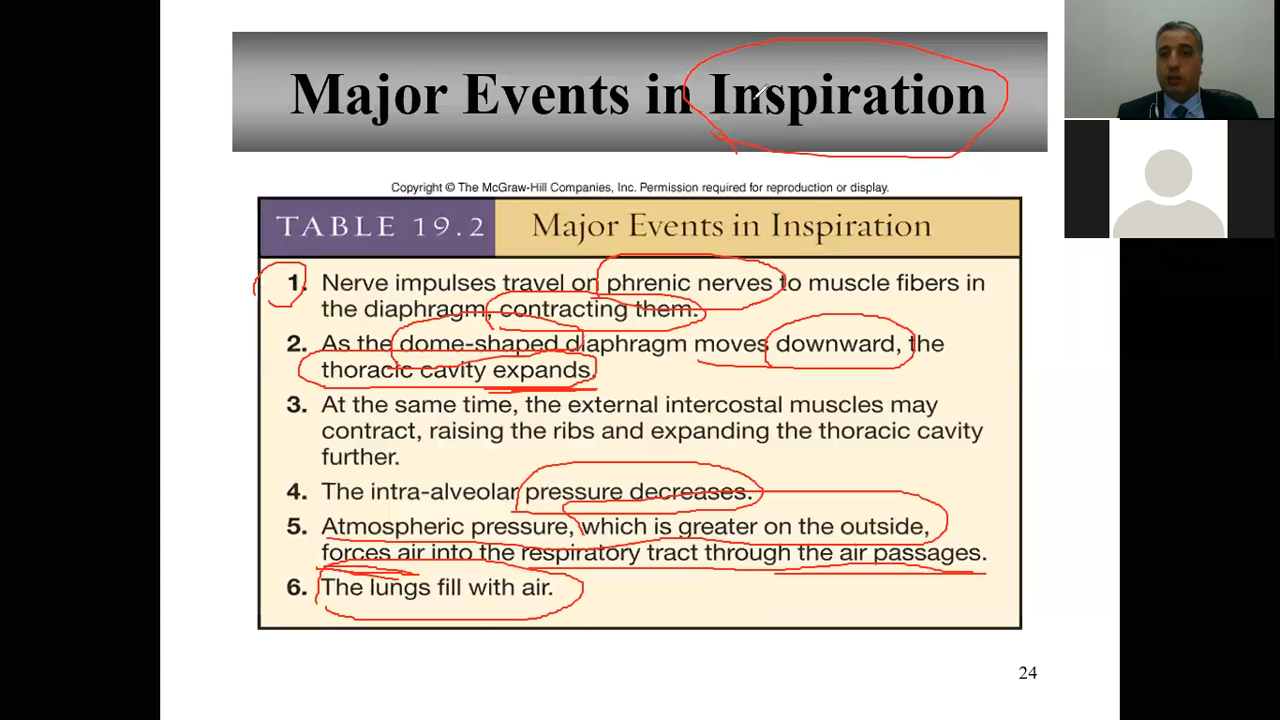 Major Events in Inspiration
Copyright © The McGraw-Hill Companies, Inc. Permission required for reproduction or display.
TABLE 19.2 Major Events in Inspiration
1. Nerve impulses travel on phrenic nerves to muscle fibers in
the diaphragm, contracting them.
2. As the dome-shaped diaphragm moves downward, the
thoracic cavity expands.
3. At the same time, the external intercostal muscles may
contract, raising the ribs and expanding the thoracic cavity
further.
4. The intra-alveolar pressure decreases.
5. Atmospheric pressure, which is greater on the outside,
forces air into the respiratory tract through the air passages.
6. The lungs fill with air.
24